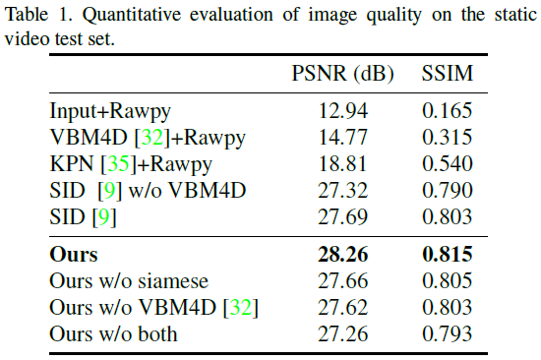 Table 1. Quantitative evaluation of image quality on the static
video test set.
PSNR (dB) SSIM
Input+Rawpy 12.94 0.165
VBM4D [32]+Rawpy 14.77 0.315
KPN [35]+Rawpy 18.81 0.540
SID [9] w/o VBM4D 27.32 0.790
SID [9] 27.69 0.803
Ours 28.26 0.815
Ours w/o siamese 27.66 0.805
Ours w/o VBM4D [32] 27.62 0.803
Ours w/o both 27.26 0.793